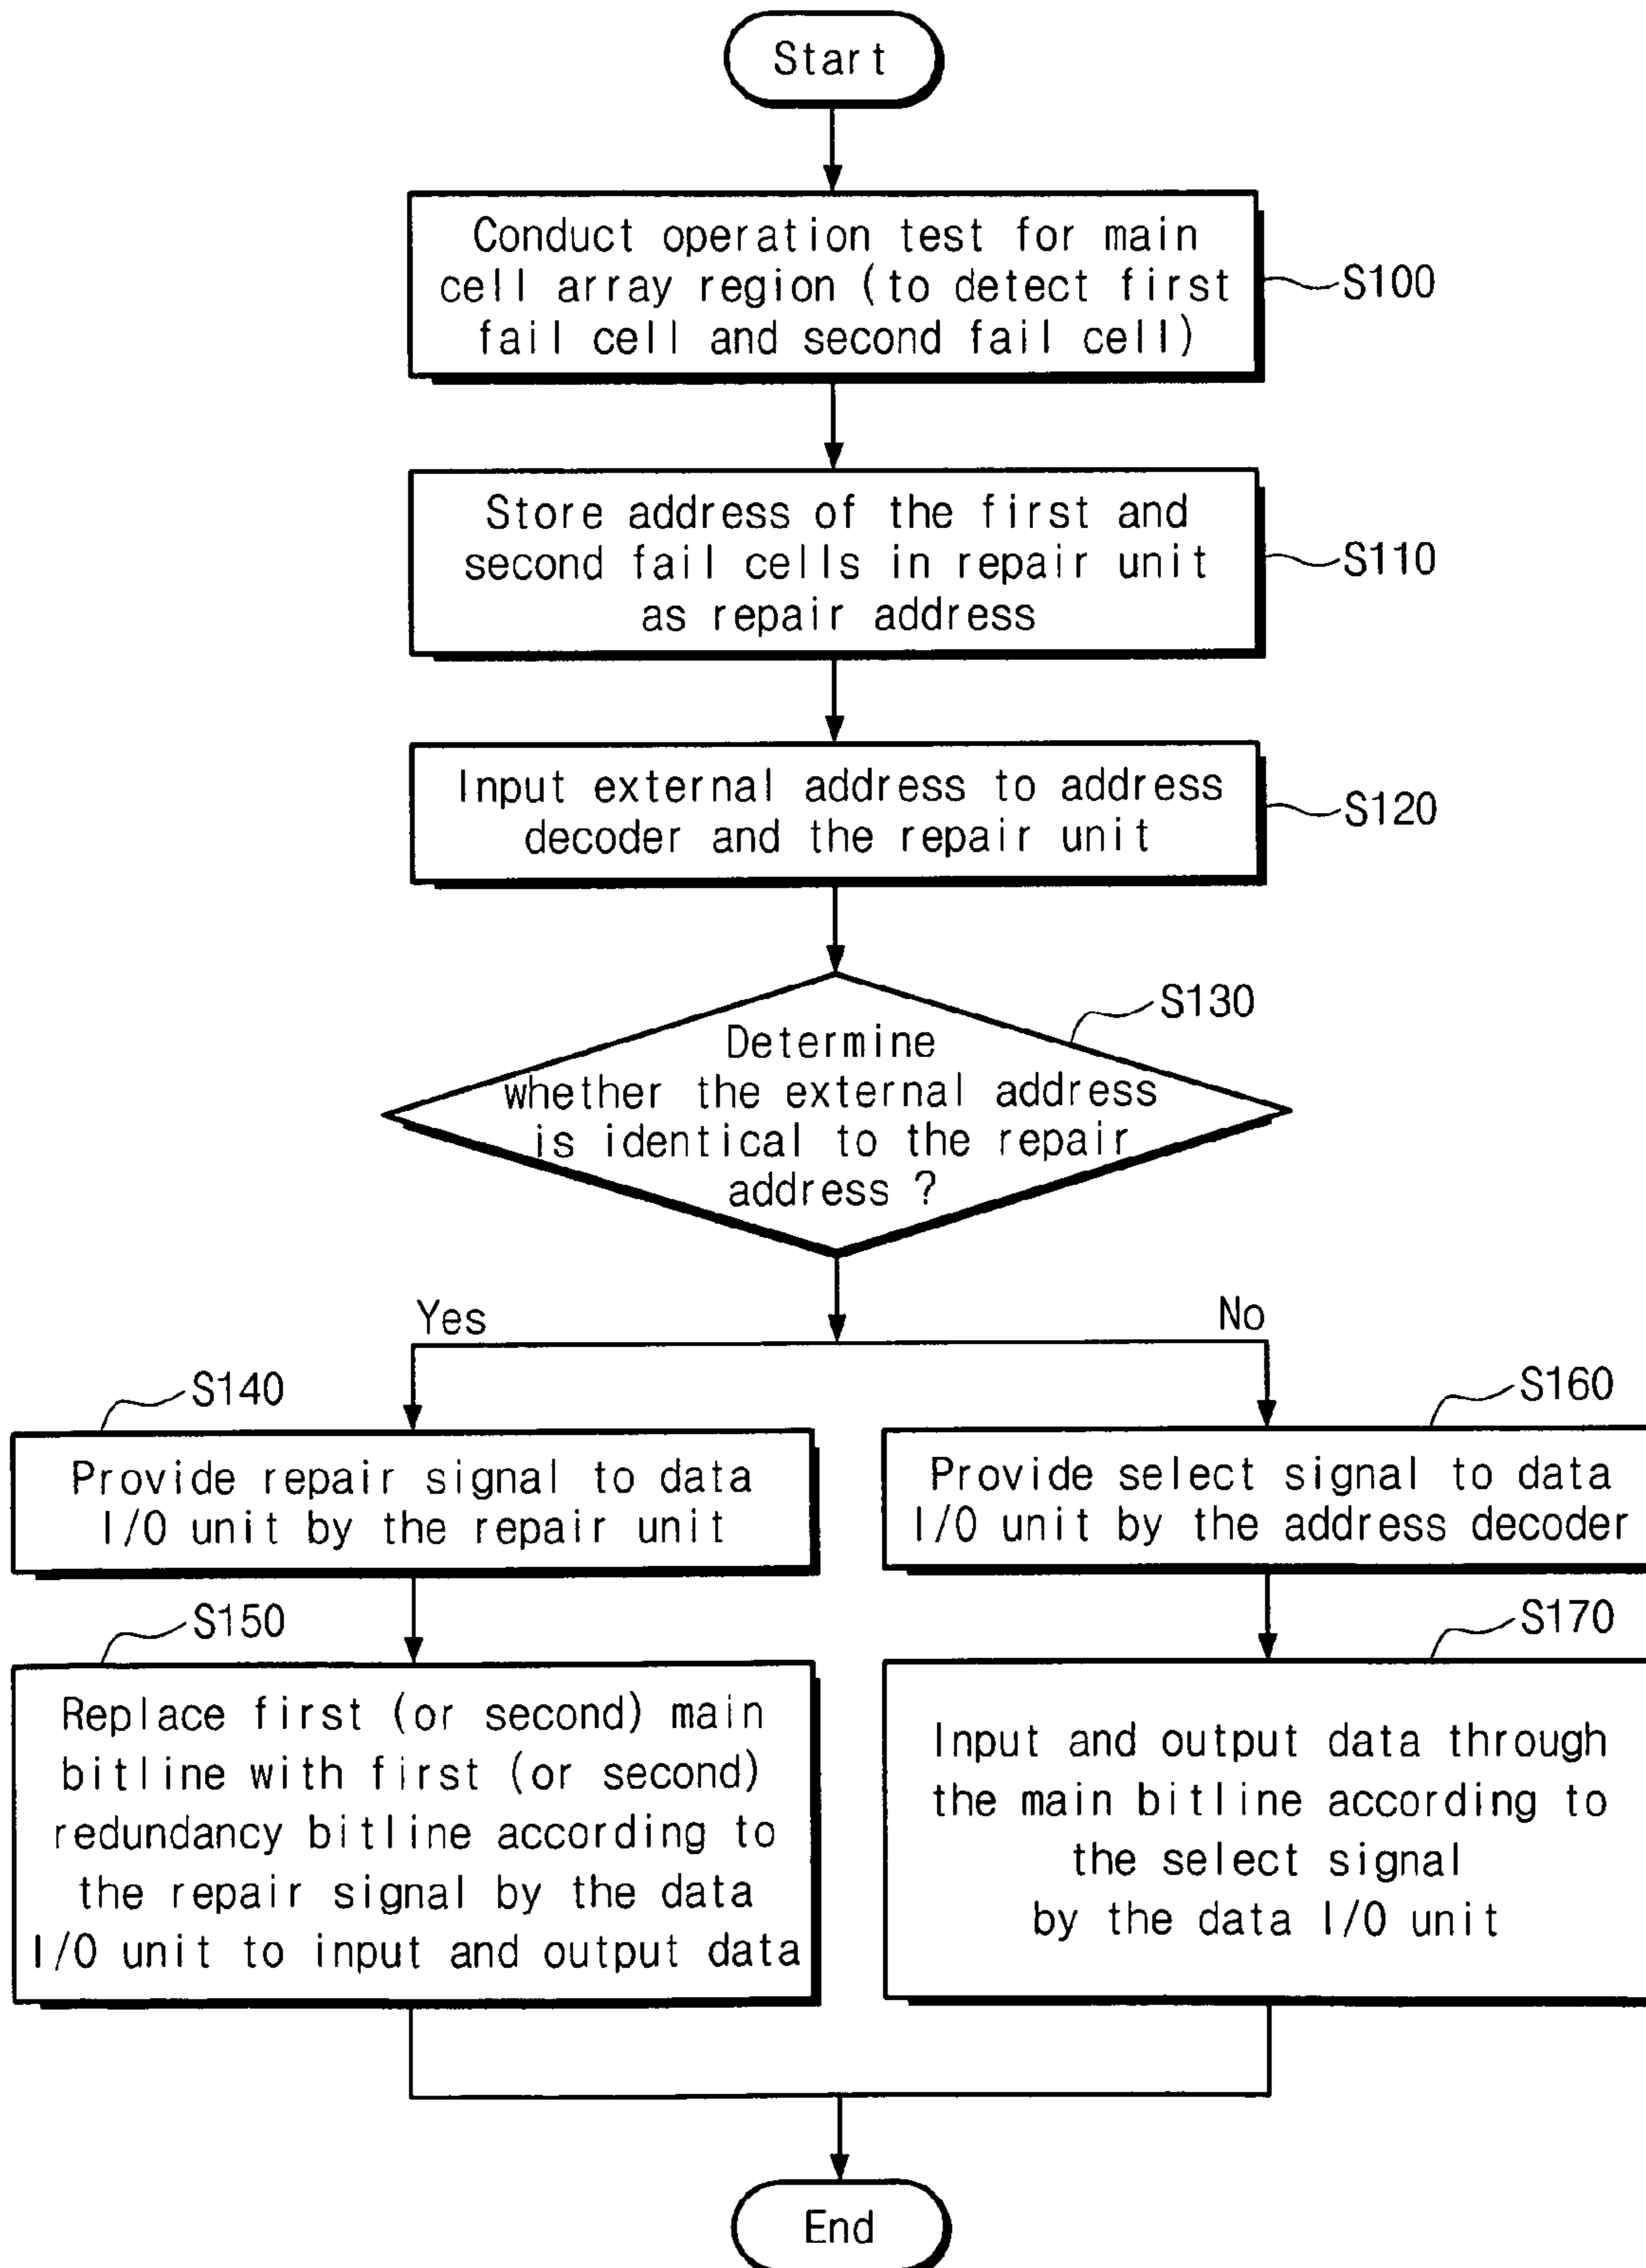 Start
Conduct operation test for main
cell array region (to detect first
fail cell and second fail cell)
S100
Store address of the first and
second fail cells in repair unit
as repair address
S110
Input external address to address
decoder and the repair unit
S120
S130
Determine
whether the external address
is identical to the repair
address ?
Yes
No
S140
Provide repair signal to data
I/O unit by the repair unit
S160
Provide select signal to data
I/O unit by the address decoder
S150
Replace first (or second) main
bitline with first (or second)
redundancy bitline according to
the repair signal by the data
I/O unit to input and output data
S170
Input and output data through
the main bitline according to
the select signal
by the data I/O unit
End